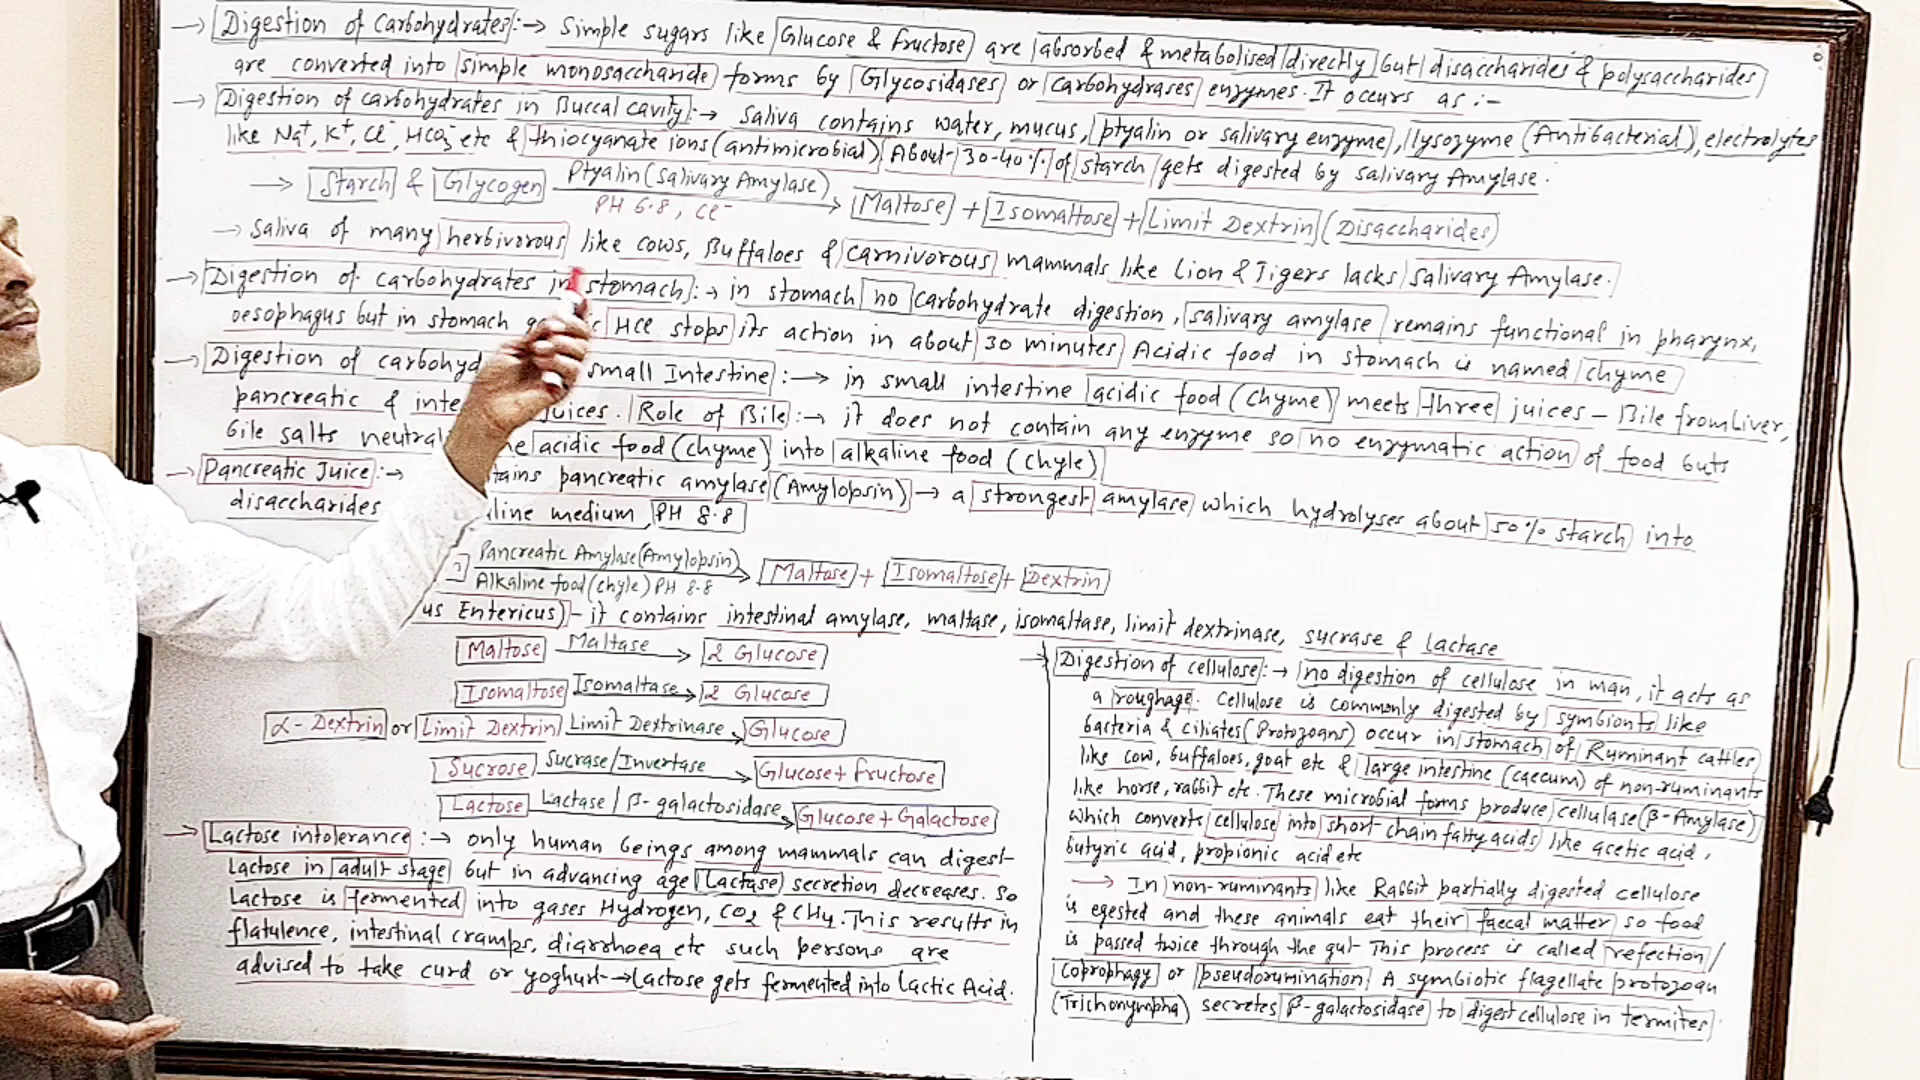 → Digestion of Carbohydrates :→ Simple sugars like Glucose & fructose are absorbed & metabolised directly but disaccharides & polysaccharides
are converted into simple monosaccharide forms by Glycosidases or carbohydrases enzymes. It occurs as :-
→ Digestion of carbohydrates in Buccal cavity :→ Saliva contains water, mucus, ptyalin or salivary enzyme, lysozyme (Antibacterial), electrolytes
like Na+, K+, Cl-, HCO3- etc & thiocyanate ions (antimicrobial) About 30-40% of starch gets digested by salivary Amylase.
→ Starch & Glycogen Ptyalin (Salivary Amylase) PH 6.8, Cl- → Maltose + Isomaltose + Limit Dextrin (Disaccharides)
→ Saliva of many herbivorous like cows, Buffaloes & carnivorous mammals like Lion & Tigers lacks salivary Amylase.
→ Digestion of carbohydrates in stomach :→ in stomach no carbohydrate digestion, salivary amylase remains functional in pharynx,
oesophagus but in stomach HCl stops its action in about 30 minutes Acidic food in stomach is named chyme
→ Digestion of small Intestine :→ in small intestine acidic food (chyme) meets three juices - Bile from Liver,
pancreatic & juices. Role of Bile :→ it does not contain any enzyme so no enzymatic action of food buts
bile salts acidic food (chyme) into alkaline food (chyle)
→ Pancreatic Juice :→ pancreatic amylase (Amylopsin) → a strongest amylase which hydrolyses about 50% starch into
disaccharides medium, PH 8.8
Pancreatic Amylase (Amylopsin) Alkaline food (chyle) PH 8.8 → Maltose + Isomaltose + Dextrin
us Entericus) - it contains intestinal amylase, maltase, isomaltase, limit dextrinase, sucrase & lactase
Maltose Maltase → 2 Glucose
Isomaltose Isomaltase → 2 Glucose
α-Dextrin or Limit Dextrin Limit Dextrinase → Glucose
Sucrose Sucrase/Invertase → Glucose + fructose
Lactose Lactase / β-galactosidase → Glucose + Galactose
→ Lactose intolerance :→ only human beings among mammals can digest
Lactose in adult stage but in advancing age Lactase secretion decreases. so
Lactose is fermented into gases Hydrogen, CO2 & CH4. This results in
flatulence, intestinal cramps, diarrhoea etc such persons are
advised to take curd or yoghurt → Lactose gets fermented into Lactic Acid.
→ Digestion of cellulose :→ no digestion of cellulose in man, it acts as
a roughage. Cellulose is commonly digested by symbionts like
bacteria & ciliates (Protozoans) occur in stomach of Ruminant cattles
like cow, buffaloes, goat etc & large intestine (caecum) of non-ruminants
like horse, rabbit etc. These microbial forms produce cellulase (β-Amylase)
which converts cellulose into short chain fatty acids like acetic acid,
butyric acid, propionic acid etc
→ In non-ruminants like Rabbit partially digested cellulose
is egested and these animals eat their faecal matter so food
is passed twice through the gut This process is called refection/
coprophagy or pseudorumination A symbiotic flagellate protozoan
(Trichonympha) secretes β-galactosidase to digest cellulose in termites.